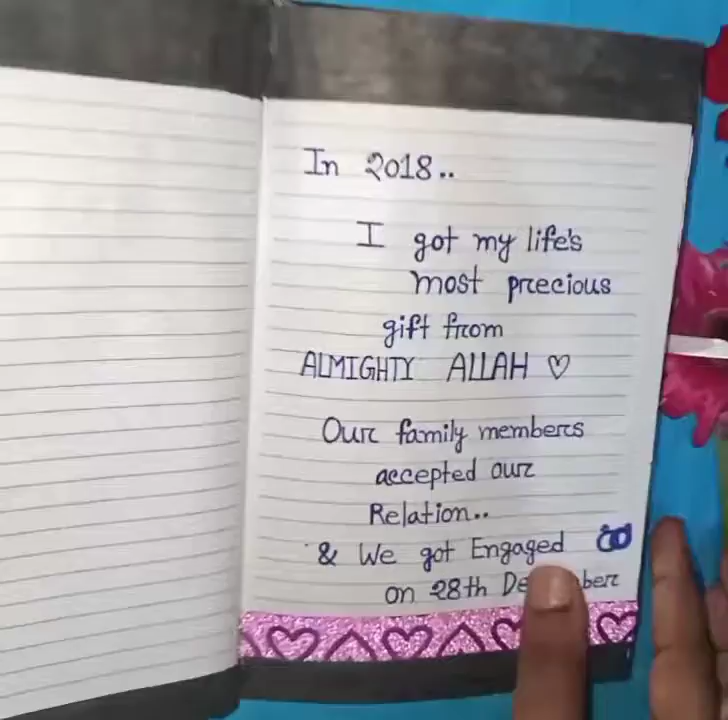 In 2018..
I got my life's
most precious
gift from
ALMIGHTY ALLAH ♡
Our family members
accepted our
Relation..
& We got Engaged
on 28th December